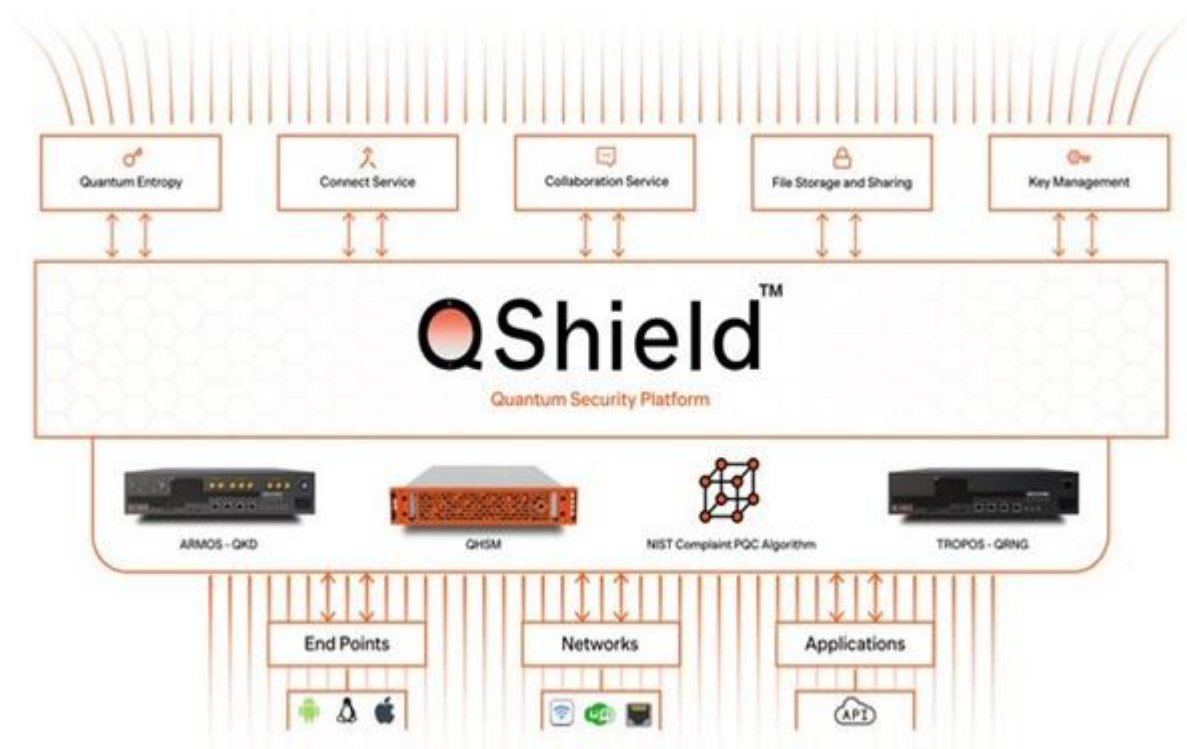 Quantum Entropy
Connect Service
Collaboration Service
File Storage and Sharing
Key Management
QShield™
Quantum Security Platform
ARMOS - QKD
QHSM
NIST Complaint PQC Algorithm
TROPOS - QRNG
End Points
Networks
Applications
API